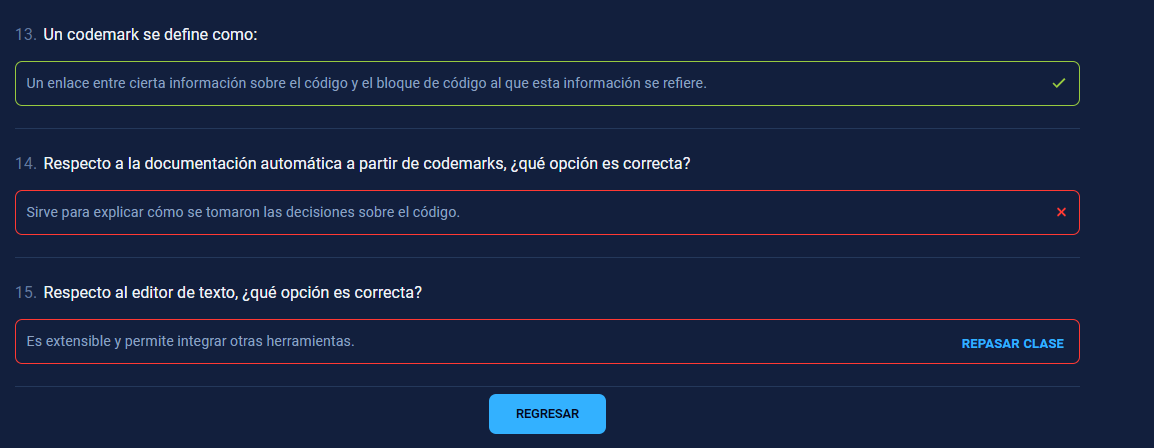 13. Un codemark se define como:
Un enlace entre cierta información sobre el código y el bloque de código al que esta información se refiere.
14. Respecto a la documentación automática a partir de codemarks, ¿qué opción es correcta?
Sirve para explicar cómo se tomaron las decisiones sobre el código.
15. Respecto al editor de texto, ¿qué opción es correcta?
Es extensible y permite integrar otras herramientas.
REPASAR CLASE
REGRESAR